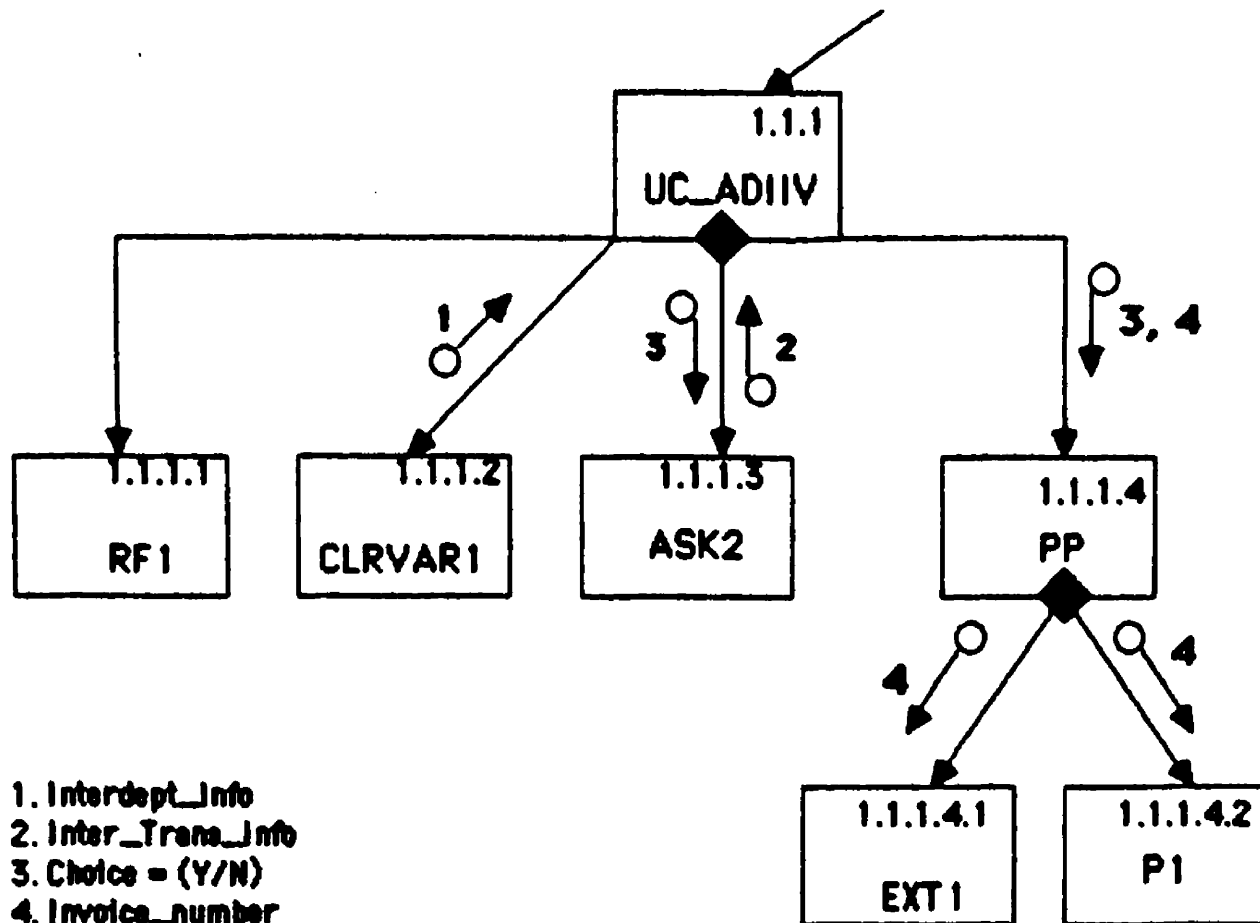 1.1.1
UC_ADIIV
1
3
2
3, 4
1.1.1.1
RF1
1.1.1.2
CLRVAR1
1.1.1.3
ASK2
1.1.1.4
PP
4
4
1.1.1.4.1
EXT1
1.1.1.4.2
P1
1. Interdept_Info
2. Inter_Trans_Info
3. Choice = (Y/N)
4. Invoice_number